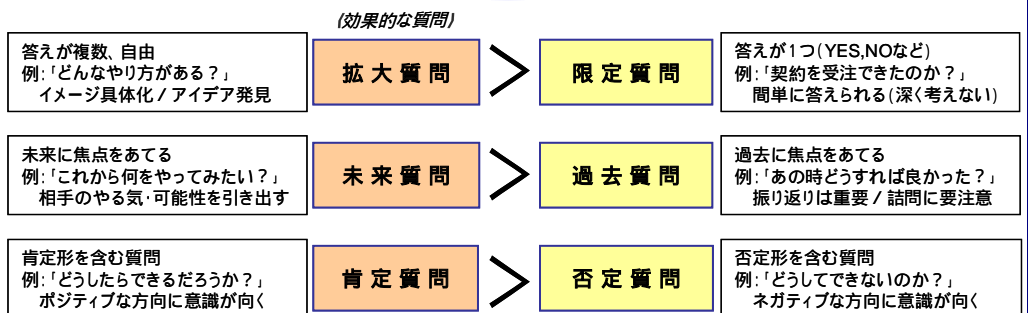 (効果的な質問)
答えが複数、自由
例:「どんなやり方がある?」
イメージ具体化 / アイデア発見
拡大質問
>
限定質問
答えが1つ(YES,NOなど)
例:「契約を受注できたのか?」
間単に答えられる(深く考えない)
未来に焦点をあてる
例:「これから何をやってみたい?」
相手のやる気・可能性を引き出す
未来質問
>
過去質問
過去に焦点をあてる
例:「あの時どうすれば良かった?」
振り返りは重要 / 詰問に要注意
肯定形を含む質問
例:「どうしたらできるだろうか?」
ポジティブな方向に意識が向く
肯定質問
>
否定質問
否定形を含む質問
例:「どうしてできないのか?」
ネガティブな方向に意識が向く